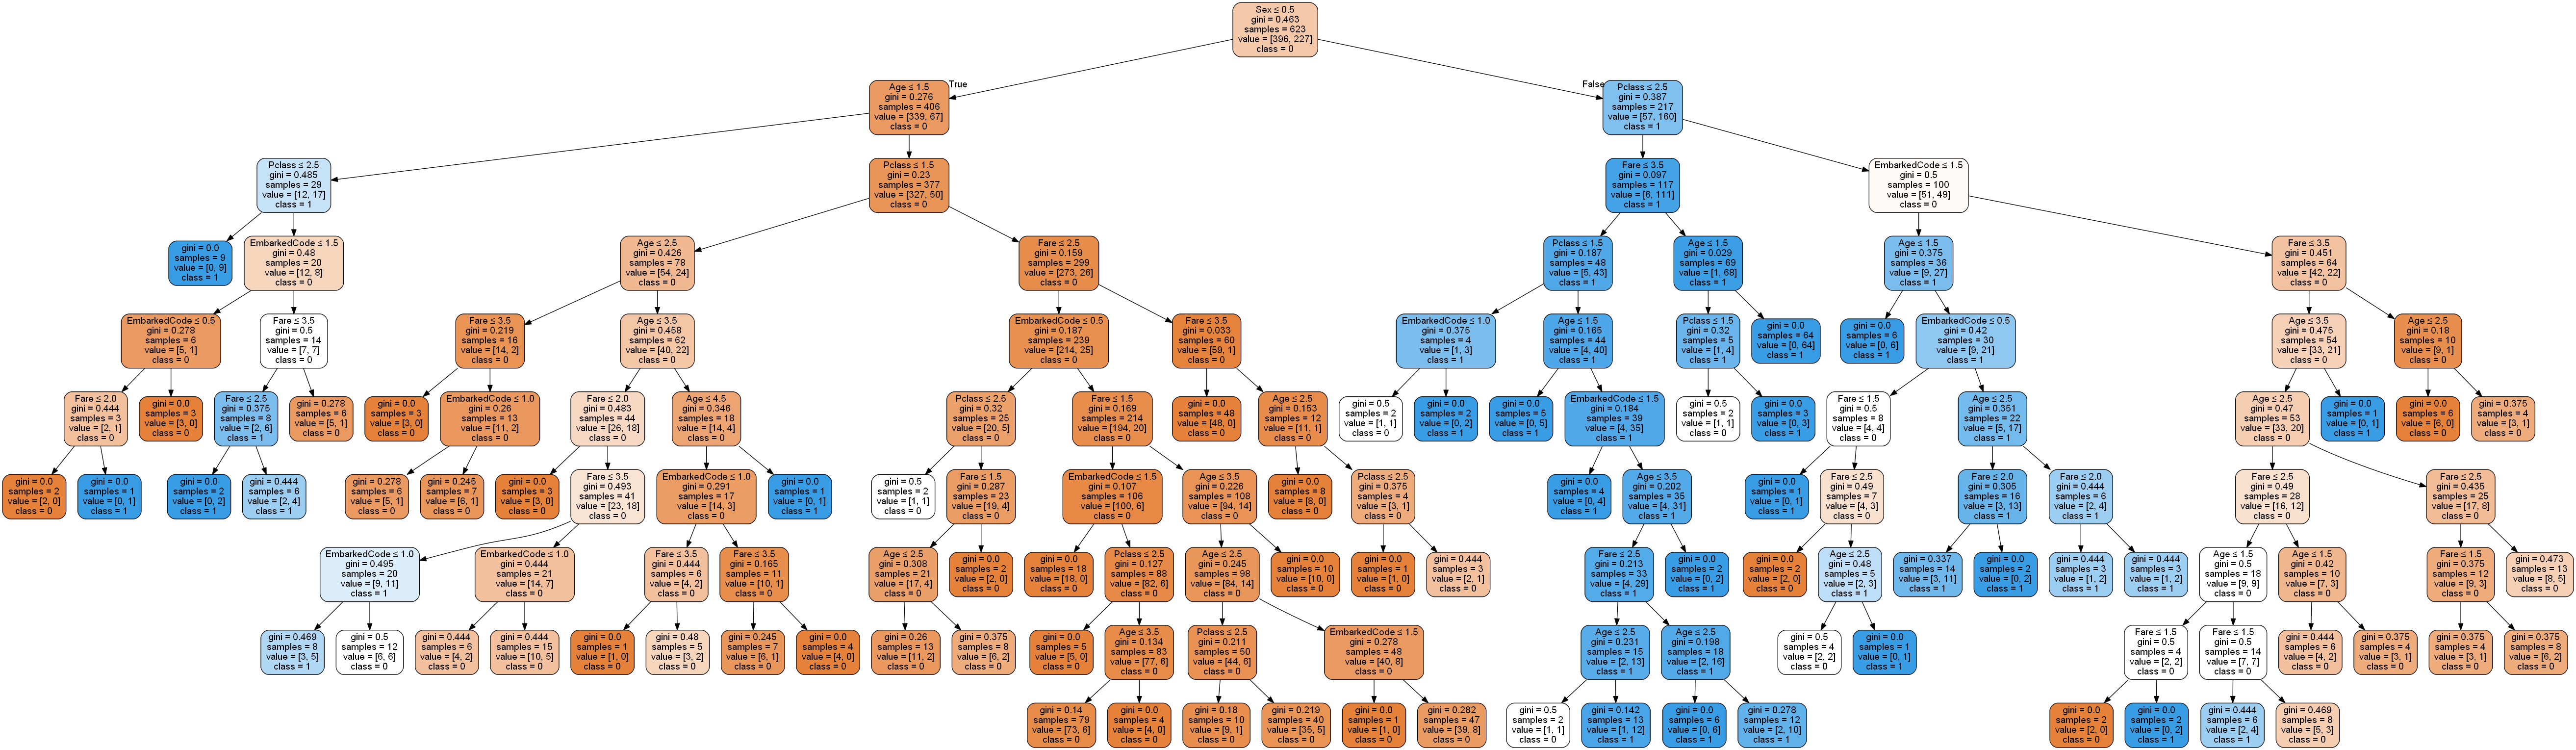 Sex ≤ 0.5
gini = 0.463
samples = 623
value = [396, 227]
class = 0
True
False
Age ≤ 1.5
gini = 0.276
samples = 406
value = [339, 67]
class = 0
Pclass ≤ 2.5
gini = 0.387
samples = 217
value = [57, 160]
class = 1
Pclass ≤ 2.5
gini = 0.485
samples = 29
value = [12, 17]
class = 1
Pclass ≤ 1.5
gini = 0.23
samples = 377
value = [327, 50]
class = 0
Fare ≤ 3.5
gini = 0.097
samples = 117
value = [6, 111]
class = 1
EmbarkedCode ≤ 1.5
gini = 0.5
samples = 100
value = [51, 49]
class = 0
gini = 0.0
samples = 9
value = [0, 9]
class = 1
EmbarkedCode ≤ 1.5
gini = 0.48
samples = 20
value = [12, 8]
class = 0
Age ≤ 2.5
gini = 0.426
samples = 78
value = [54, 24]
class = 0
Fare ≤ 2.5
gini = 0.159
samples = 299
value = [273, 26]
class = 0
Pclass ≤ 1.5
gini = 0.187
samples = 48
value = [5, 43]
class = 1
Age ≤ 1.5
gini = 0.029
samples = 69
value = [1, 68]
class = 1
Age ≤ 1.5
gini = 0.375
samples = 36
value = [9, 27]
class = 1
Fare ≤ 3.5
gini = 0.451
samples = 64
value = [42, 22]
class = 0
EmbarkedCode ≤ 0.5
gini = 0.278
samples = 6
value = [5, 1]
class = 0
Fare ≤ 3.5
gini = 0.5
samples = 14
value = [7, 7]
class = 0
Fare ≤ 3.5
gini = 0.219
samples = 16
value = [14, 2]
class = 0
Age ≤ 3.5
gini = 0.458
samples = 62
value = [40, 22]
class = 0
EmbarkedCode ≤ 0.5
gini = 0.187
samples = 239
value = [214, 25]
class = 0
Fare ≤ 3.5
gini = 0.033
samples = 60
value = [59, 1]
class = 0
EmbarkedCode ≤ 1.0
gini = 0.375
samples = 4
value = [1, 3]
class = 1
Age ≤ 1.5
gini = 0.165
samples = 44
value = [4, 40]
class = 1
Pclass ≤ 1.5
gini = 0.32
samples = 5
value = [1, 4]
class = 1
gini = 0.0
samples = 64
value = [0, 64]
class = 1
gini = 0.0
samples = 6
value = [0, 6]
class = 1
EmbarkedCode ≤ 0.5
gini = 0.42
samples = 30
value = [9, 21]
class = 1
Age ≤ 3.5
gini = 0.475
samples = 54
value = [33, 21]
class = 0
Age ≤ 2.5
gini = 0.18
samples = 10
value = [9, 1]
class = 0
Fare ≤ 2.0
gini = 0.444
samples = 3
value = [2, 1]
class = 0
gini = 0.0
samples = 3
value = [3, 0]
class = 0
Fare ≤ 2.5
gini = 0.375
samples = 8
value = [2, 6]
class = 1
gini = 0.278
samples = 6
value = [5, 1]
class = 0
gini = 0.0
samples = 3
value = [3, 0]
class = 0
EmbarkedCode ≤ 1.0
gini = 0.26
samples = 13
value = [11, 2]
class = 0
Fare ≤ 2.0
gini = 0.483
samples = 44
value = [26, 18]
class = 0
Age ≤ 4.5
gini = 0.346
samples = 18
value = [14, 4]
class = 0
Pclass ≤ 2.5
gini = 0.32
samples = 25
value = [20, 5]
class = 0
Fare ≤ 1.5
gini = 0.169
samples = 214
value = [194, 20]
class = 0
gini = 0.0
samples = 48
value = [48, 0]
class = 0
Age ≤ 2.5
gini = 0.153
samples = 12
value = [11, 1]
class = 0
gini = 0.5
samples = 2
value = [1, 1]
class = 0
gini = 0.0
samples = 2
value = [0, 2]
class = 1
gini = 0.0
samples = 5
value = [0, 5]
class = 1
EmbarkedCode ≤ 1.5
gini = 0.184
samples = 39
value = [4, 35]
class = 1
gini = 0.5
samples = 2
value = [1, 1]
class = 0
gini = 0.0
samples = 3
value = [0, 3]
class = 1
Fare ≤ 1.5
gini = 0.5
samples = 8
value = [4, 4]
class = 0
Age ≤ 2.5
gini = 0.351
samples = 22
value = [5, 17]
class = 1
Age ≤ 2.5
gini = 0.47
samples = 53
value = [33, 20]
class = 0
gini = 0.0
samples = 1
value = [0, 1]
class = 1
gini = 0.0
samples = 6
value = [6, 0]
class = 0
gini = 0.375
samples = 4
value = [3, 1]
class = 0
gini = 0.0
samples = 2
value = [2, 0]
class = 0
gini = 0.0
samples = 1
value = [0, 1]
class = 1
gini = 0.0
samples = 2
value = [0, 2]
class = 1
gini = 0.444
samples = 6
value = [2, 4]
class = 1
gini = 0.278
samples = 6
value = [5, 1]
class = 0
gini = 0.245
samples = 7
value = [6, 1]
class = 0
gini = 0.0
samples = 3
value = [3, 0]
class = 0
Fare ≤ 3.5
gini = 0.493
samples = 41
value = [23, 18]
class = 0
EmbarkedCode ≤ 1.0
gini = 0.291
samples = 17
value = [14, 3]
class = 0
gini = 0.0
samples = 1
value = [0, 1]
class = 1
gini = 0.5
samples = 2
value = [1, 1]
class = 0
Fare ≤ 1.5
gini = 0.287
samples = 23
value = [19, 4]
class = 0
EmbarkedCode ≤ 1.5
gini = 0.107
samples = 106
value = [100, 6]
class = 0
Age ≤ 3.5
gini = 0.226
samples = 108
value = [94, 14]
class = 0
gini = 0.0
samples = 8
value = [8, 0]
class = 0
Pclass ≤ 2.5
gini = 0.375
samples = 4
value = [3, 1]
class = 0
gini = 0.0
samples = 4
value = [0, 4]
class = 1
Age ≤ 3.5
gini = 0.202
samples = 35
value = [4, 31]
class = 1
gini = 0.0
samples = 1
value = [0, 1]
class = 1
Fare ≤ 2.5
gini = 0.49
samples = 7
value = [4, 3]
class = 0
Fare ≤ 2.0
gini = 0.305
samples = 16
value = [3, 13]
class = 1
Fare ≤ 2.0
gini = 0.444
samples = 6
value = [2, 4]
class = 1
Fare ≤ 2.5
gini = 0.49
samples = 28
value = [16, 12]
class = 0
Fare ≤ 2.5
gini = 0.435
samples = 25
value = [17, 8]
class = 0
EmbarkedCode ≤ 1.0
gini = 0.495
samples = 20
value = [9, 11]
class = 1
EmbarkedCode ≤ 1.0
gini = 0.444
samples = 21
value = [14, 7]
class = 0
Fare ≤ 3.5
gini = 0.444
samples = 6
value = [4, 2]
class = 0
Fare ≤ 3.5
gini = 0.165
samples = 11
value = [10, 1]
class = 0
Age ≤ 2.5
gini = 0.308
samples = 21
value = [17, 4]
class = 0
gini = 0.0
samples = 2
value = [2, 0]
class = 0
gini = 0.0
samples = 18
value = [18, 0]
class = 0
Pclass ≤ 2.5
gini = 0.127
samples = 88
value = [82, 6]
class = 0
Age ≤ 2.5
gini = 0.245
samples = 98
value = [84, 14]
class = 0
gini = 0.0
samples = 10
value = [10, 0]
class = 0
gini = 0.0
samples = 1
value = [1, 0]
class = 0
gini = 0.444
samples = 3
value = [2, 1]
class = 0
Fare ≤ 2.5
gini = 0.213
samples = 33
value = [4, 29]
class = 1
gini = 0.0
samples = 2
value = [0, 2]
class = 1
gini = 0.0
samples = 2
value = [2, 0]
class = 0
Age ≤ 2.5
gini = 0.48
samples = 5
value = [2, 3]
class = 1
gini = 0.337
samples = 14
value = [3, 11]
class = 1
gini = 0.0
samples = 2
value = [0, 2]
class = 1
gini = 0.444
samples = 3
value = [1, 2]
class = 1
gini = 0.444
samples = 3
value = [1, 2]
class = 1
Age ≤ 1.5
gini = 0.5
samples = 18
value = [9, 9]
class = 0
Age ≤ 1.5
gini = 0.42
samples = 10
value = [7, 3]
class = 0
Fare ≤ 1.5
gini = 0.375
samples = 12
value = [9, 3]
class = 0
gini = 0.473
samples = 13
value = [8, 5]
class = 0
gini = 0.469
samples = 8
value = [3, 5]
class = 1
gini = 0.5
samples = 12
value = [6, 6]
class = 0
gini = 0.444
samples = 6
value = [4, 2]
class = 0
gini = 0.444
samples = 15
value = [10, 5]
class = 0
gini = 0.0
samples = 1
value = [1, 0]
class = 0
gini = 0.48
samples = 5
value = [3, 2]
class = 0
gini = 0.245
samples = 7
value = [6, 1]
class = 0
gini = 0.0
samples = 4
value = [4, 0]
class = 0
gini = 0.26
samples = 13
value = [11, 2]
class = 0
gini = 0.375
samples = 8
value = [6, 2]
class = 0
gini = 0.0
samples = 5
value = [5, 0]
class = 0
Age ≤ 3.5
gini = 0.134
samples = 83
value = [77, 6]
class = 0
Pclass ≤ 2.5
gini = 0.211
samples = 50
value = [44, 6]
class = 0
EmbarkedCode ≤ 1.5
gini = 0.278
samples = 48
value = [40, 8]
class = 0
Age ≤ 2.5
gini = 0.231
samples = 15
value = [2, 13]
class = 1
Age ≤ 2.5
gini = 0.198
samples = 18
value = [2, 16]
class = 1
gini = 0.5
samples = 4
value = [2, 2]
class = 0
gini = 0.0
samples = 1
value = [0, 1]
class = 1
Fare ≤ 1.5
gini = 0.5
samples = 4
value = [2, 2]
class = 0
Fare ≤ 1.5
gini = 0.5
samples = 14
value = [7, 7]
class = 0
gini = 0.444
samples = 6
value = [4, 2]
class = 0
gini = 0.375
samples = 4
value = [3, 1]
class = 0
gini = 0.375
samples = 4
value = [3, 1]
class = 0
gini = 0.375
samples = 8
value = [6, 2]
class = 0
gini = 0.14
samples = 79
value = [73, 6]
class = 0
gini = 0.0
samples = 4
value = [4, 0]
class = 0
gini = 0.18
samples = 10
value = [9, 1]
class = 0
gini = 0.219
samples = 40
value = [35, 5]
class = 0
gini = 0.0
samples = 1
value = [1, 0]
class = 0
gini = 0.282
samples = 47
value = [39, 8]
class = 0
gini = 0.5
samples = 2
value = [1, 1]
class = 0
gini = 0.142
samples = 13
value = [1, 12]
class = 1
gini = 0.0
samples = 6
value = [0, 6]
class = 1
gini = 0.278
samples = 12
value = [2, 10]
class = 1
gini = 0.0
samples = 2
value = [2, 0]
class = 0
gini = 0.0
samples = 2
value = [0, 2]
class = 1
gini = 0.444
samples = 6
value = [2, 4]
class = 1
gini = 0.469
samples = 8
value = [5, 3]
class = 0